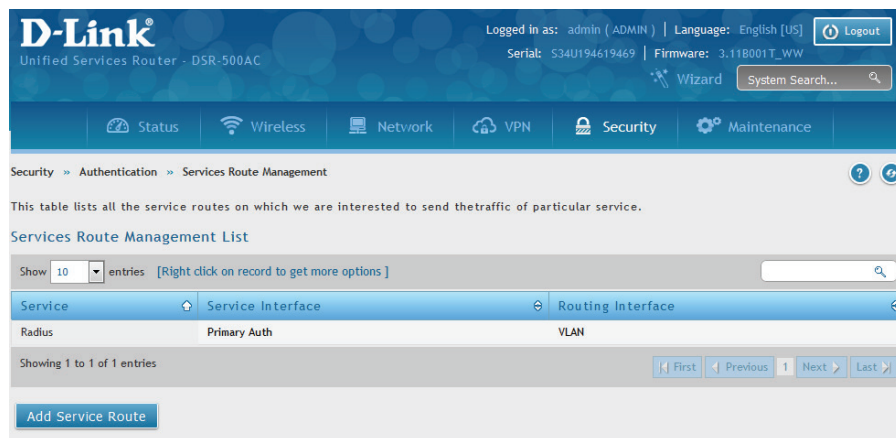 D-Link®
Unified Services Router - DSR-500AC
Logged in as: admin ( ADMIN ) | Language: English [US]
Logout
Serial: S34U194619469 | Firmware: 3.11B001T_WW
Wizard
System Search...
Status
Wireless
Network
VPN
Security
Maintenance
Security » Authentication » Services Route Management
?
This table lists all the service routes on which we are interested to send thetraffic of particular service.
Services Route Management List
Show 10 entries [Right click on record to get more options ]
Service Service Interface Routing Interface
Radius Primary Auth VLAN
Showing 1 to 1 of 1 entries
First Previous 1 Next Last
Add Service Route